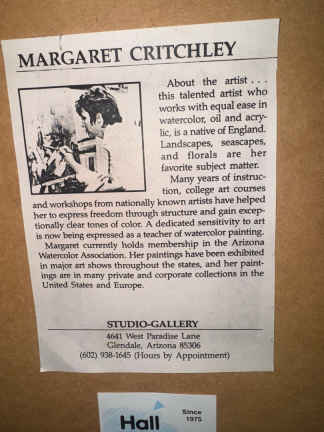 MARGARET CRITCHLEY
About the artist . . .
this talented artist who
works with equal ease in
watercolor, oil and acry-
lic, is a native of England.
Landscapes, seascapes,
and florals are her
favorite subject matter.
Many years of instruc-
tion, college art courses
and workshops from nationally known artists have helped
her to express freedom through structure and gain excep-
tionally clear tones of color. A dedicated sensitivity to art
is now being expressed as a teacher of watercolor painting.
Margaret currently holds membership in the Arizona
Watercolor Association. Her paintings have been exhibited
in major art shows throughout the states, and her paint-
ings are in many private and corporate collections in the
United States and Europe.
STUDIO-GALLERY
4641 West Paradise Lane
Glendale, Arizona 85306
(602) 938-1645 (Hours by Appointment)
Hall
Since
1975